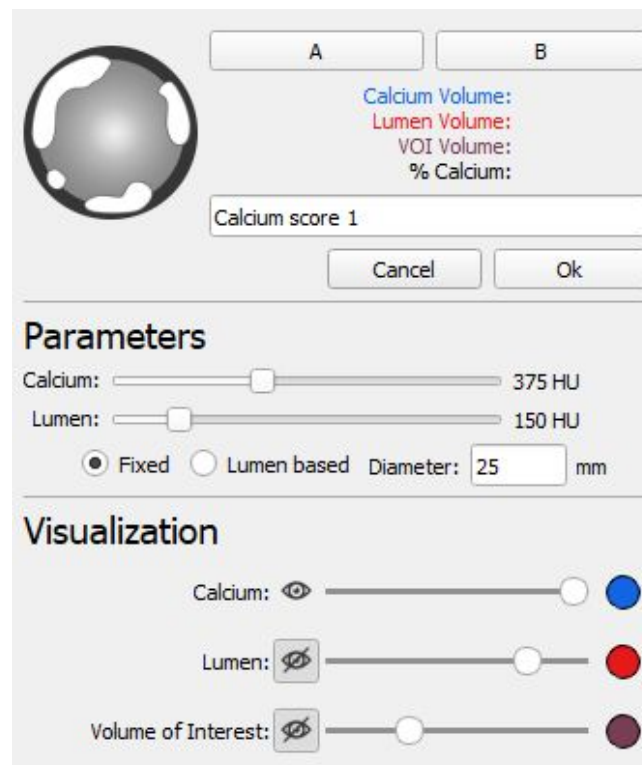 A B
Calcium Volume:
Lumen Volume:
VOI Volume:
% Calcium:
Calcium score 1
Cancel Ok
Parameters
Calcium: 375 HU
Lumen: 150 HU
Fixed Lumen based Diameter: 25 mm
Visualization
Calcium:
Lumen:
Volume of Interest: